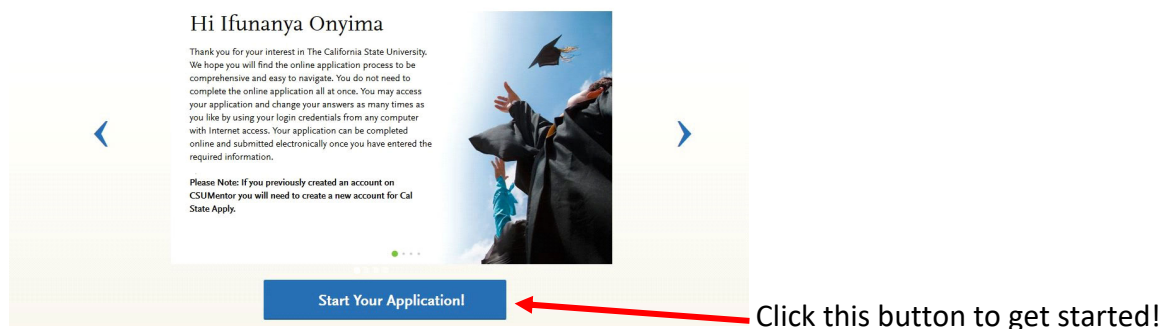 Hi Ifunanya Onyima
Thank you for your interest in The California State University.
We hope you will find the online application process to be
comprehensive and easy to navigate. You do not need to
complete the online application all at once. You may access
your application and change your answers as many times as
you like by using your login credentials from any computer
with Internet access. Your application can be completed
online and submitted electronically once you have entered the
required information.
Please Note: If you previously created an account on
CSUMentor you will need to create a new account for Cal
State Apply.
Start Your Application!
Click this button to get started!